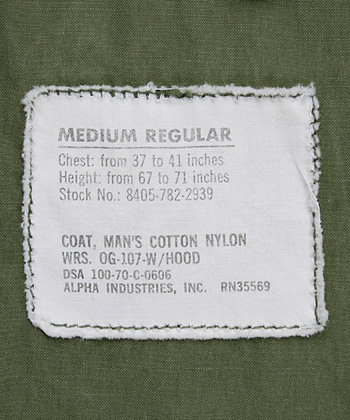 MEDIUM REGULAR
Chest: from 37 to 41 inches
Height: from 67 to 71 inches
Stock No.: 8405-782-2939
COAT, MAN'S COTTON NYLON
WRS. OG-107-W/HOOD
DSA 100-70-C-0606
ALPHA INDUSTRIES, INC. RN35569